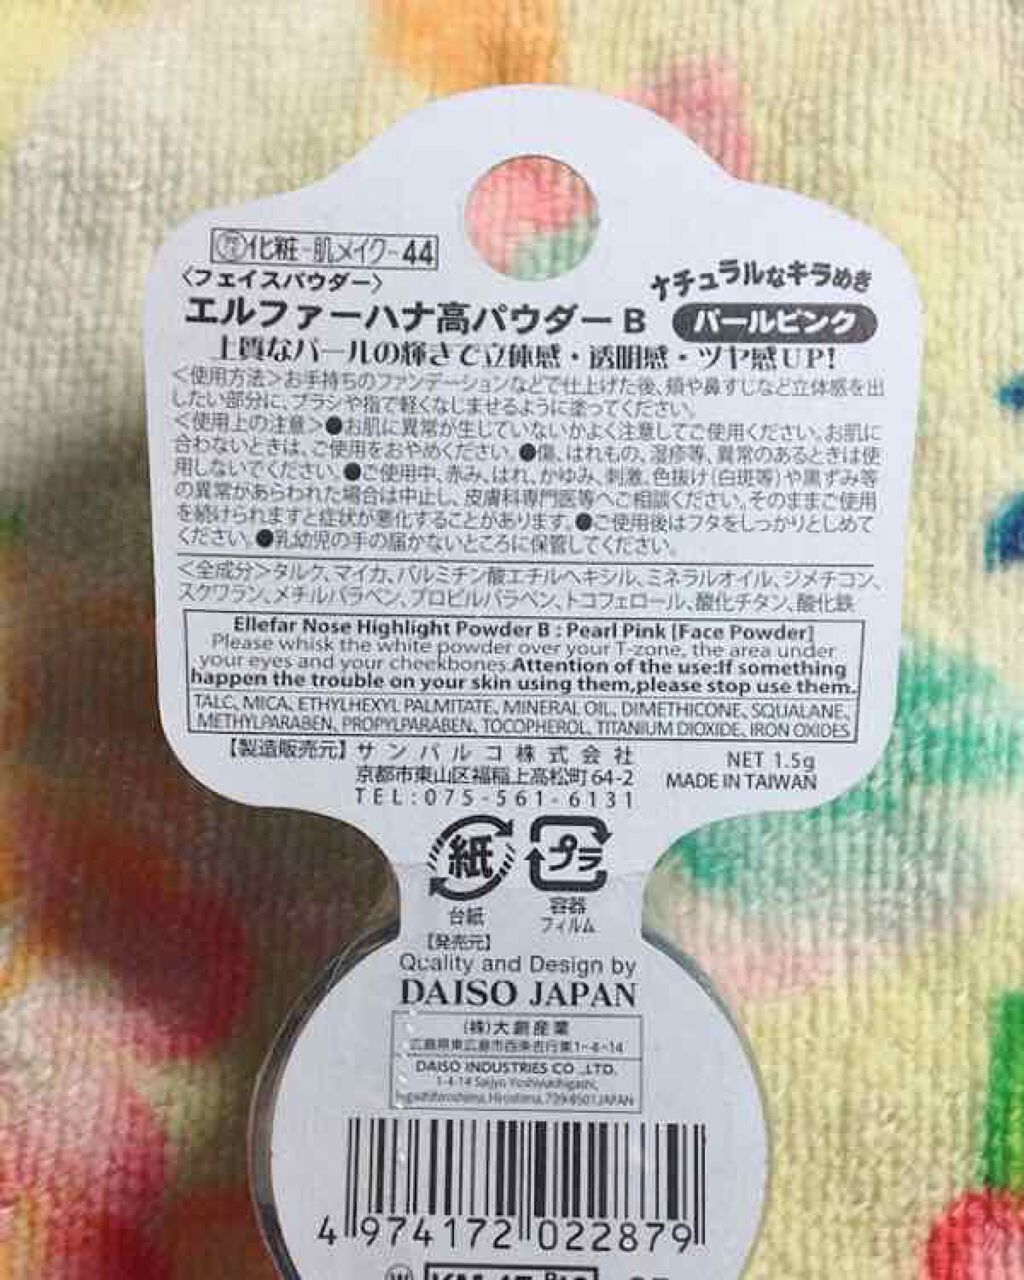 化粧-肌メイク-44
<フェイスパウダー>
ナチュラルなキラめき
エルファーハナ高パウダー B
パールピンク
上質なパールの輝きで立体感・透明感・ツヤ感UP!
<使用方法>お手持ちのファンデーションなどで仕上げた後、頬や鼻すじなど立体感を出
したい部分に、ブラシや指で軽くなじませるように塗ってください。
<使用上の注意>●お肌に異常が生じていないかよく注意してご使用ください。お肌に
合わないときは、ご使用をおやめください。●傷、はれもの、湿疹等、異常のあるときは使
用しないでください。●ご使用中、赤み、はれ、かゆみ、刺激、色抜け(白斑等)や黒ずみ等
の異常があらわれた場合は中止し、皮膚科専門医等へご相談ください。そのままご使用
を続けられますと症状が悪化することがあります。●ご使用後はフタをしっかりとしめて
ください。●乳幼児の手の届かないところに保管してください。
<全成分>タルク、マイカ、パルミチン酸エチルヘキシル、ミネラルオイル、ジメチコン、
スクワラン、メチルパラベン、プロピルパラベン、トコフェロール、酸化チタン、酸化鉄
Ellefar Nose Highlight Powder B : Pearl Pink [Face Powder]
Please whisk the white powder over your T-zone, the area under
your eyes and your cheekbones.Attention of the use:If something
happen the trouble on your skin using them,please stop use them.
TALC, MICA, ETHYLHEXYL PALMITATE, MINERAL OIL, DIMETHICONE, SQUALANE,
METHYLPARABEN, PROPYLPARABEN, TOCOPHEROL, TITANIUM DIOXIDE, IRON OXIDES
【製造販売元】サンパルコ株式会社
京都市東山区福稲上高松町64-2
TEL:075-561-6131
NET 1.5g
MADE IN TAIWAN
紙
プラ
台紙
容器
フィルム
【発売元】
Quality and Design by
DAISO JAPAN
(株)大創産業
広島県東広島市西条吉行東1-4-14
DAISO INDUSTRIES CO.,LTD.
1-4-14 Saijyo Yoshiyukihigashi,
higashihiroshima, Hiroshima, 739-8501 JAPAN
4 974172 022879